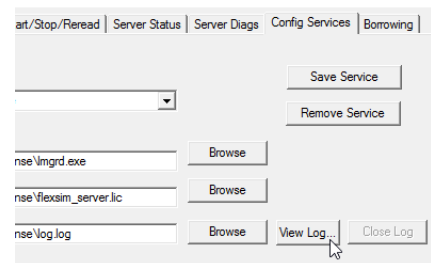 art/Stop/Reread Server Status Server Diags Config Services Borrowing
Save Service
Remove Service
Browse
nse\lmgrd.exe
Browse
nse\flexsim_server.lic
nse\log.log Browse View Log... Close Log